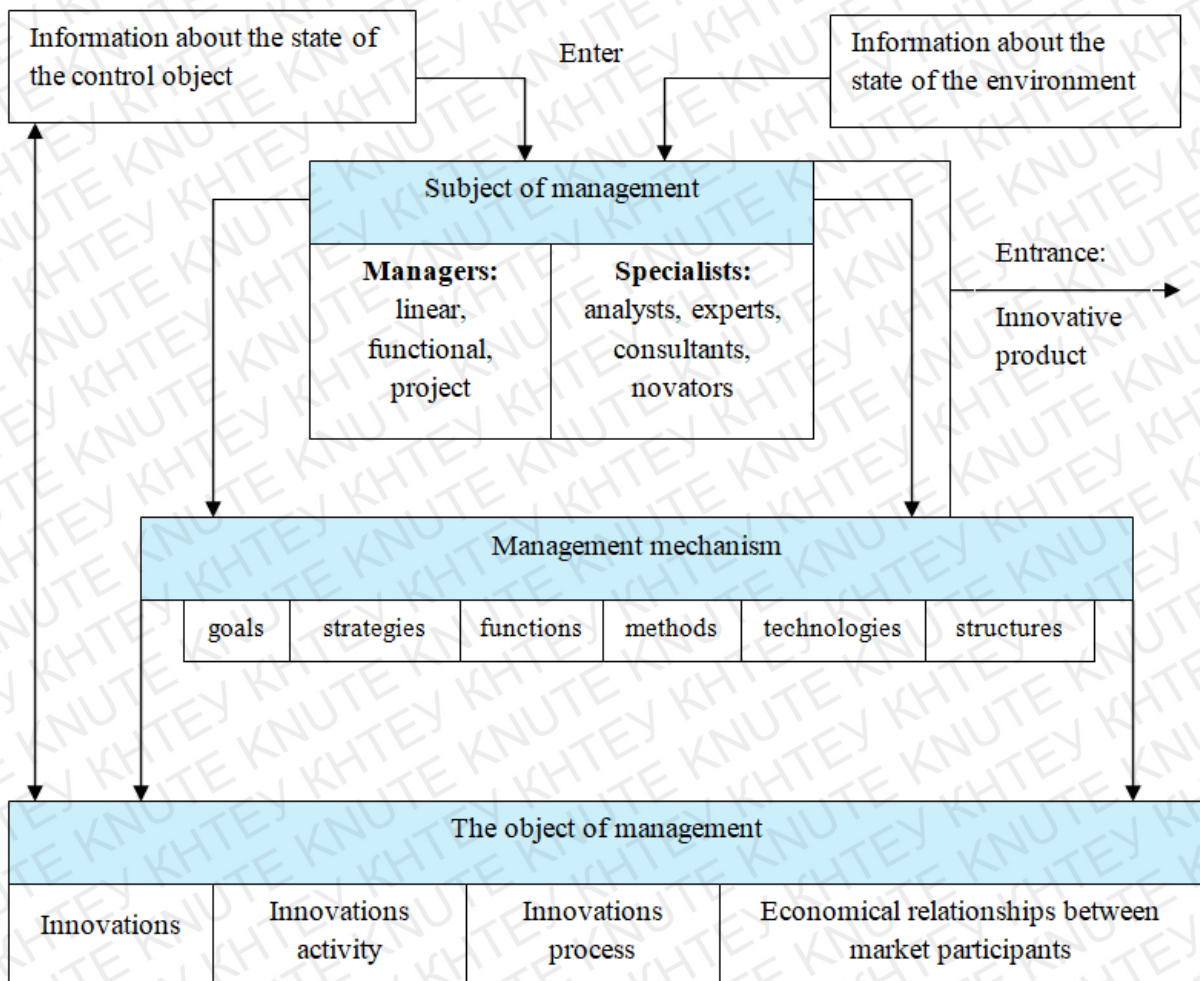 Information about the state of
the control object
Enter
Information about the
state of the environment
Subject of management
Managers:
linear,
functional,
project
Specialists:
analysts, experts,
consultants,
novators
Entrance:
Innovative
product
Management mechanism
goals
strategies
functions
methods
technologies
structures
The object of management
Innovations
Innovations
activity
Innovations
process
Economical relationships between
market participants
КНТЕУ KNUTE